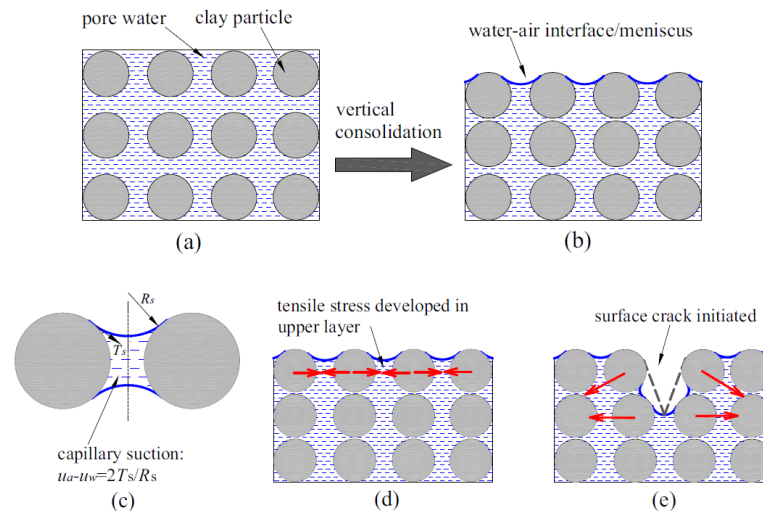 pore water
clay particle
water-air interface/meniscus
vertical
consolidation
(a)
(b)
Rs
Ts
capillary suction:
ua-uw=2Ts/Rs
(c)
tensile stress developed in
upper layer
(d)
surface crack initiated
(e)